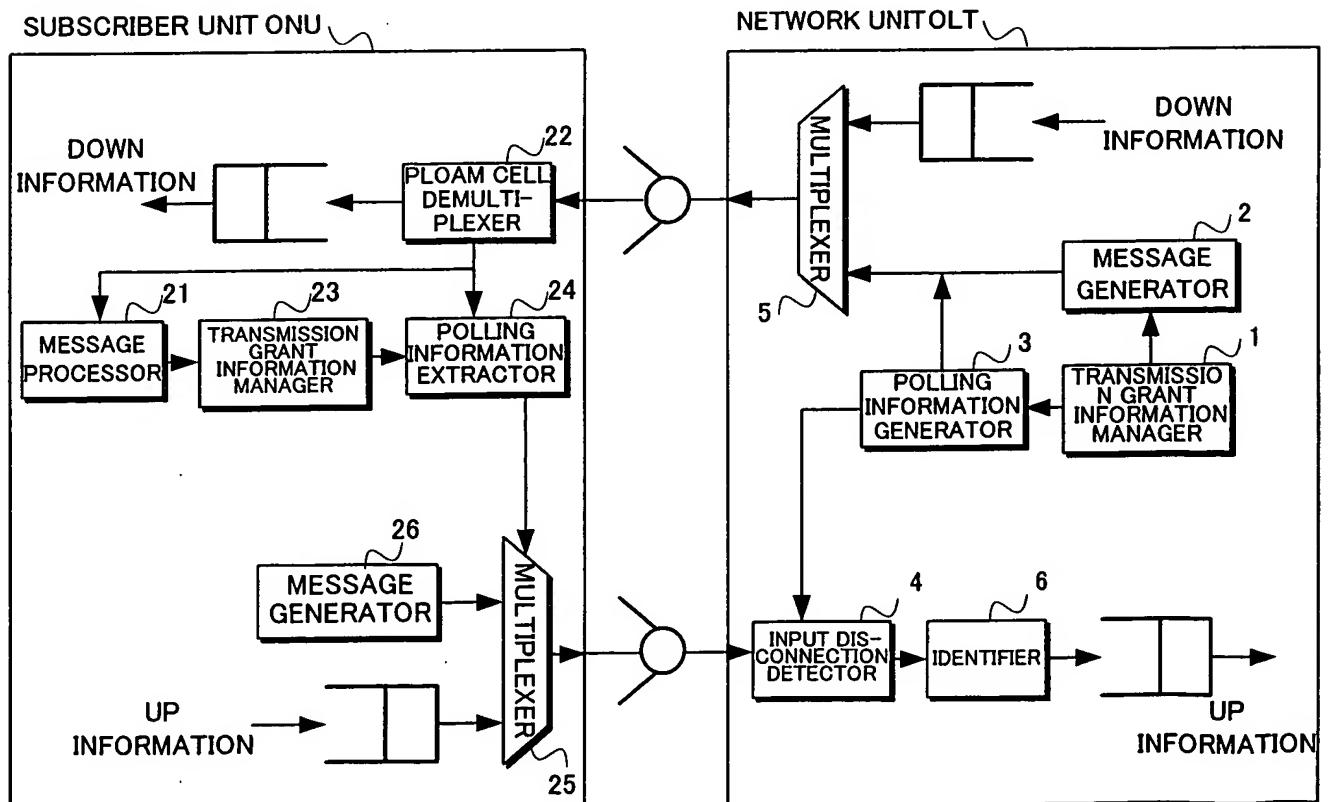 SUBSCRIBER UNIT ONU
NETWORK UNIT OLT
DOWN
INFORMATION
22
PLOAM CELL
DEMULTI-
PLEXER
MULTIPLEXER
5
DOWN
INFORMATION
2
MESSAGE
GENERATOR
21
MESSAGE
PROCESSOR
23
TRANSMISSION
GRANT
INFORMATION
MANAGER
24
POLLING
INFORMATION
EXTRACTOR
3
POLLING
INFORMATION
GENERATOR
1
TRANSMISSIO
N GRANT
INFORMATION
MANAGER
26
MESSAGE
GENERATOR
MULTIPLEXER
25
UP
INFORMATION
4
INPUT DIS-
CONNECTION
DETECTOR
6
IDENTIFIER
UP
INFORMATION